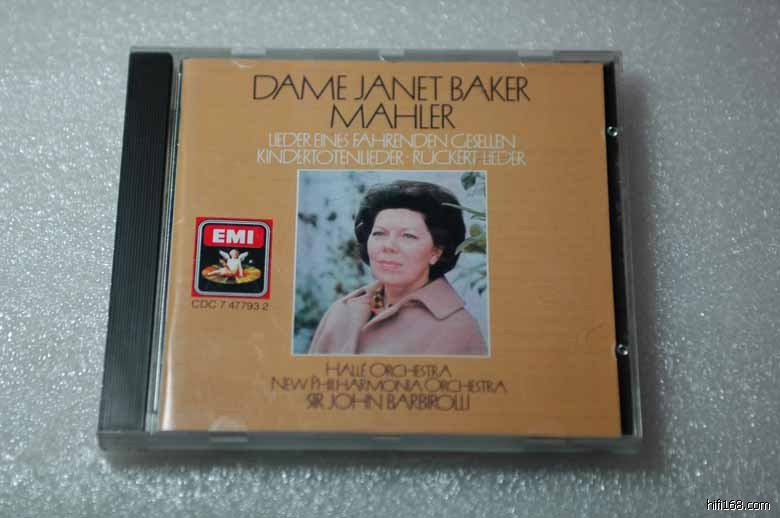 DAME JANET BAKER
MAHLER
LIEDER EINES FAHRENDEN GESELLEN
KINDERTOTENLIEDER · RÜCKERT-LIEDER
EMI
CDC·7 47793 2
HALLÉ ORCHESTRA
NEW PHILHARMONIA ORCHESTRA
SIR JOHN BARBIROLLI
hifi168.com